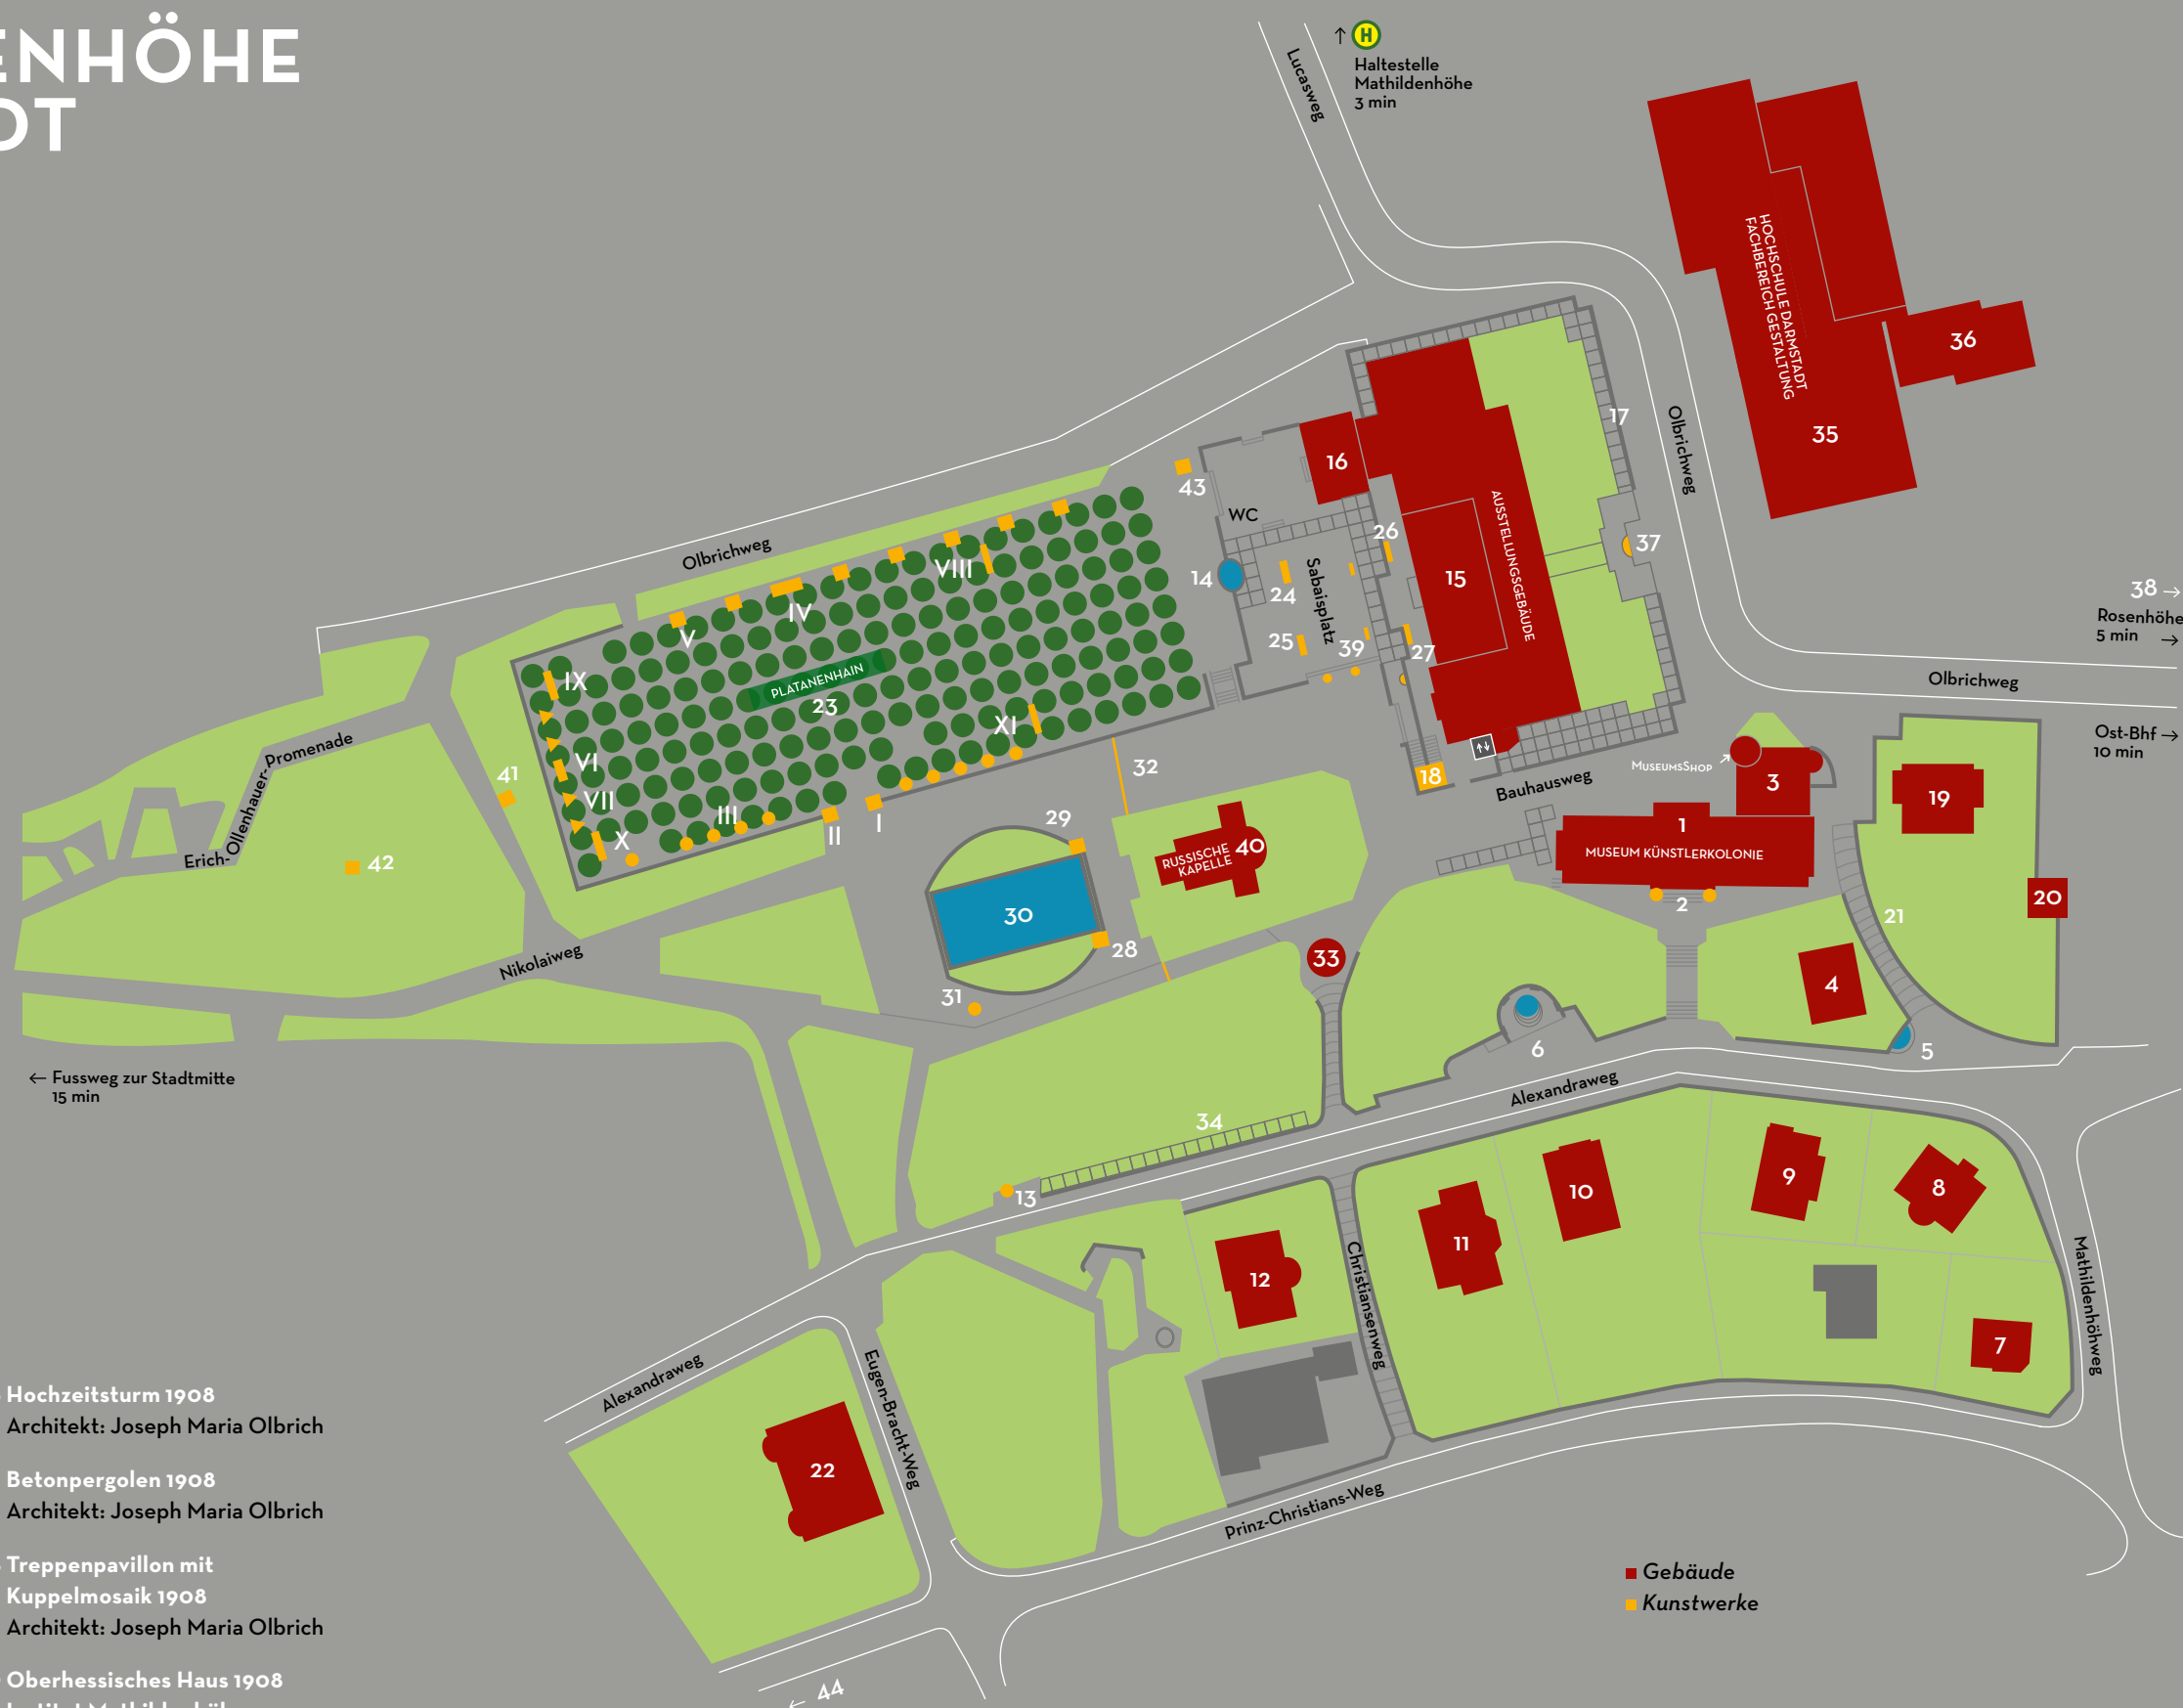 ENHÖHE
DT
H
Haltestelle
Mathildenhöhe
3 min
Lucasweg
HOCHSCHULE DARMSTADT
FACHBEREICH GESTALTUNG
36
35
Olbrichweg
17
16
43
WC
26
AUSSTELLUNGSGEBÄUDE
37
15
14
24
Sabaisplatz
25
39
27
38 →
Rosenhöhe
5 min →
Olbrichweg
Ost-Bhf →
10 min
Olbrichweg
VIII
IV
V
IX
PLATANENHAIN
23
XI
VI
VII
III
X
II
I
32
18
Bauhausweg
MUSEUMSSHOP
3
19
1
MUSEUM KÜNSTLERKOLONIE
2
20
21
4
5
41
42
Erich-Ollenhauer-Promenade
Nikolaiweg
29
30
28
31
RUSSISCHE
KAPELLE
40
33
6
Alexandraweg
← Fussweg zur Stadtmitte
15 min
34
13
12
11
10
9
8
7
Christiansenweg
Mathildenhöhweg
Alexandraweg
Eugen-Bracht-Weg
22
Prinz-Christians-Weg
← 44
Hochzeitsturm 1908
Architekt: Joseph Maria Olbrich
Betonpergolen 1908
Architekt: Joseph Maria Olbrich
Treppenpavillon mit
Kuppelmosaik 1908
Architekt: Joseph Maria Olbrich
Oberhessisches Haus 1908
Gebäude
Kunstwerke